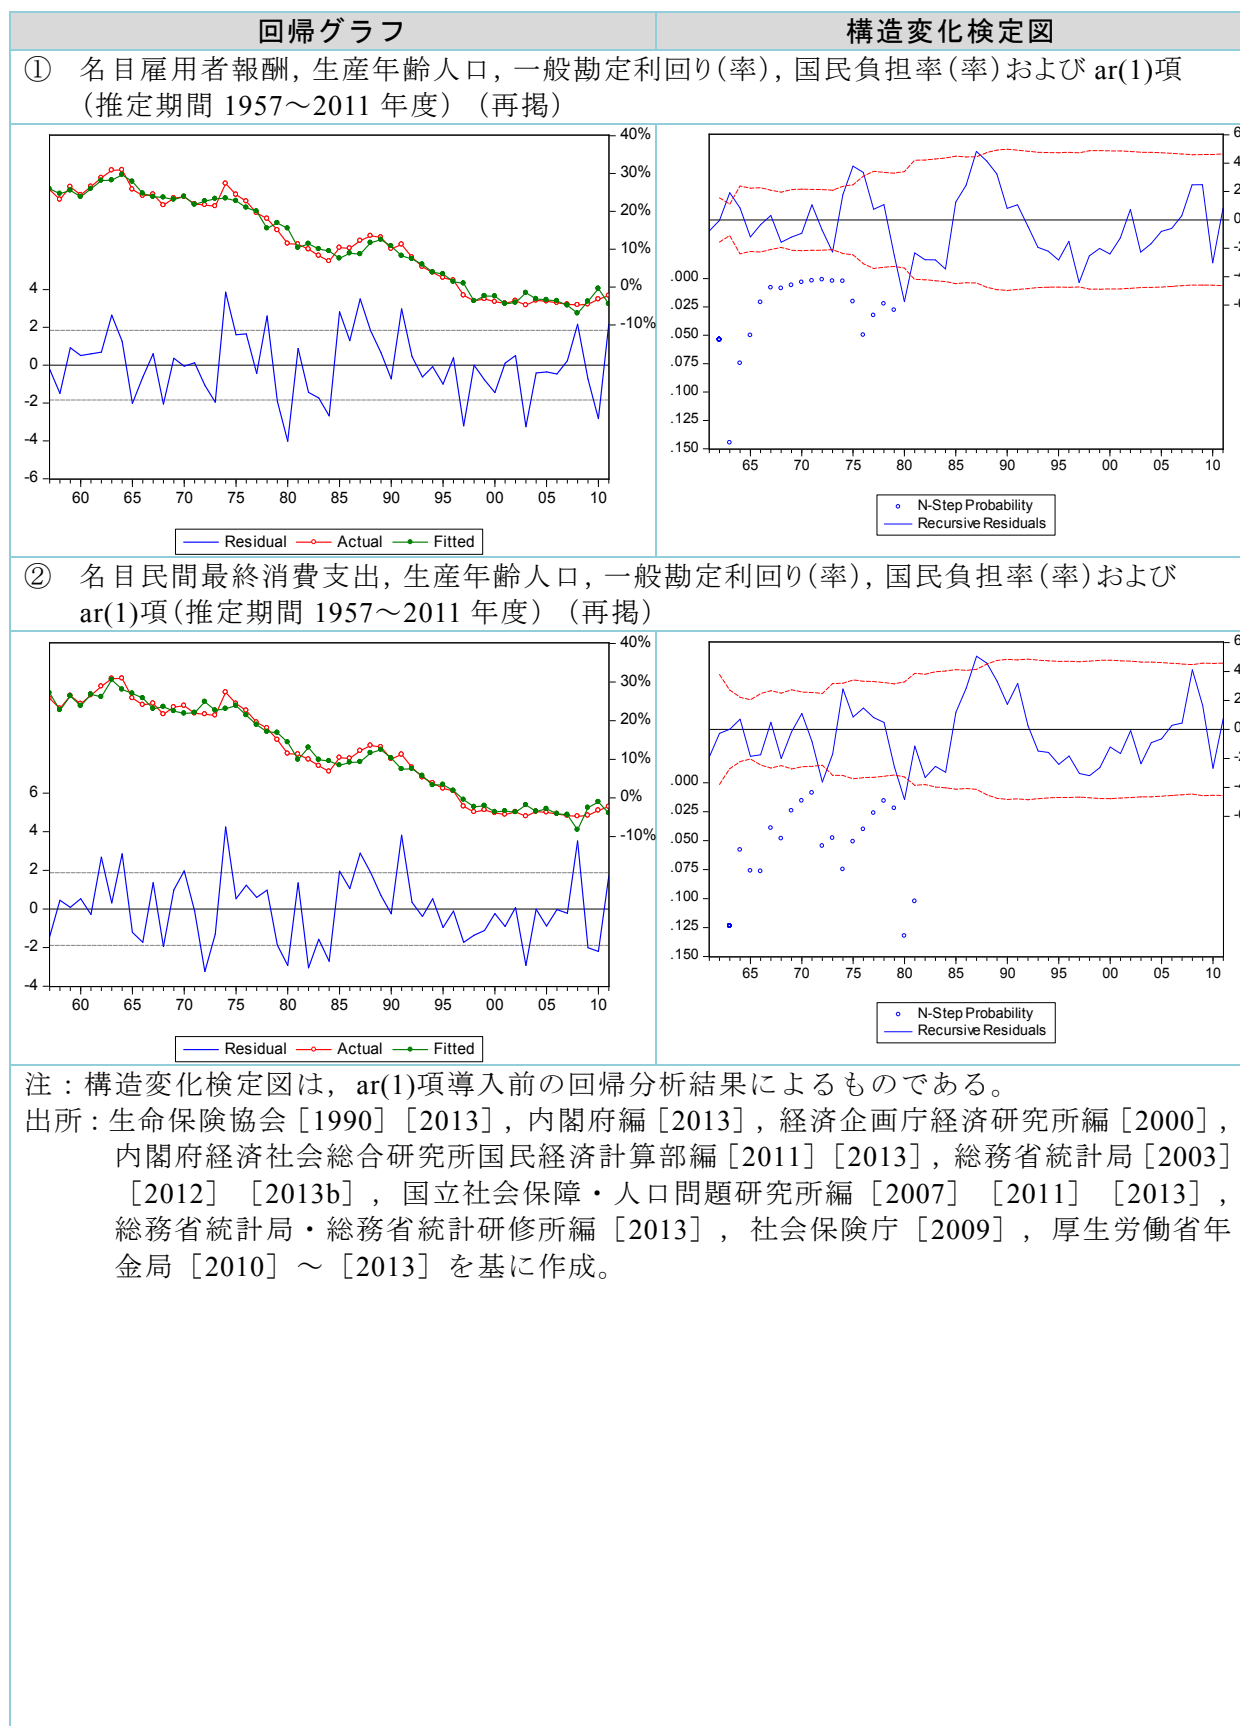 回帰グラフ
構造変化検定図
① 名目雇用者報酬, 生産年齢人口, 一般勘定利回り(率), 国民負担率(率)および ar(1)項
(推定期間 1957～2011 年度) (再掲)
40%
30%
20%
10%
0%
-10%
4
2
0
-2
-4
-6
60 65 70 75 80 85 90 95 00 05 10
Residual Actual Fitted
6
4
2
0
-2
-4
-6
.000
.025
.050
.075
.100
.125
.150
65 70 75 80 85 90 95 00 05 10
N-Step Probability
Recursive Residuals
② 名目民間最終消費支出, 生産年齢人口, 一般勘定利回り(率), 国民負担率(率)および
ar(1)項(推定期間 1957～2011 年度) (再掲)
40%
30%
20%
10%
0%
-10%
6
4
2
0
-2
-4
60 65 70 75 80 85 90 95 00 05 10
Residual Actual Fitted
6
4
2
0
-2
-4
-6
.000
.025
.050
.075
.100
.125
.150
65 70 75 80 85 90 95 00 05 10
N-Step Probability
Recursive Residuals
注：構造変化検定図は，ar(1)項導入前の回帰分析結果によるものである。
出所：生命保険協会［1990］［2013］，内閣府編［2013］，経済企画庁経済研究所編［2000］，
内閣府経済社会総合研究所国民経済計算部編［2011］［2013］，総務省統計局［2003］
［2012］［2013b］，国立社会保障・人口問題研究所編［2007］［2011］［2013］，
総務省統計局・総務省統計研修所編［2013］，社会保険庁［2009］，厚生労働省年
金局［2010］～［2013］を基に作成。